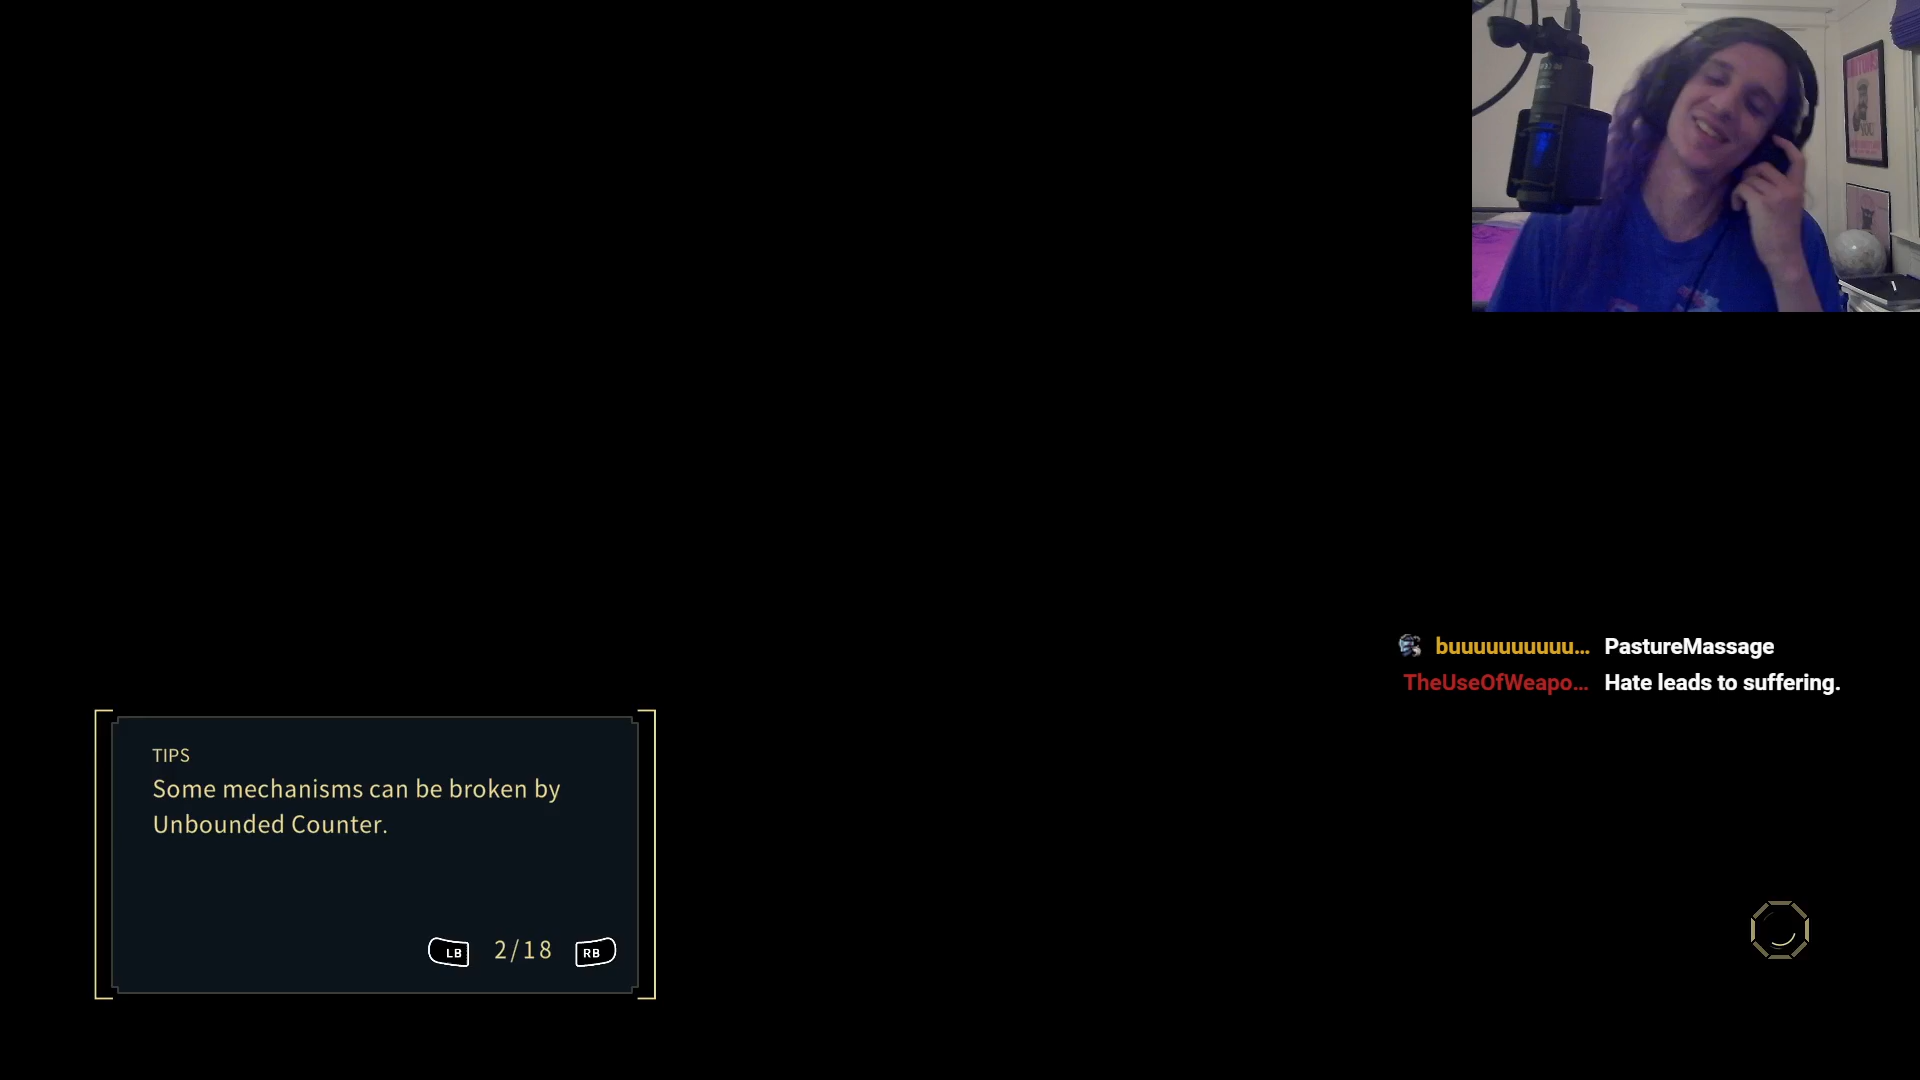 buuuuuuuuuu... PastureMassage
TheUseOfWeapo... Hate leads to suffering.
TIPS
Some mechanisms can be broken by
Unbounded Counter.
LB 2/18 RB